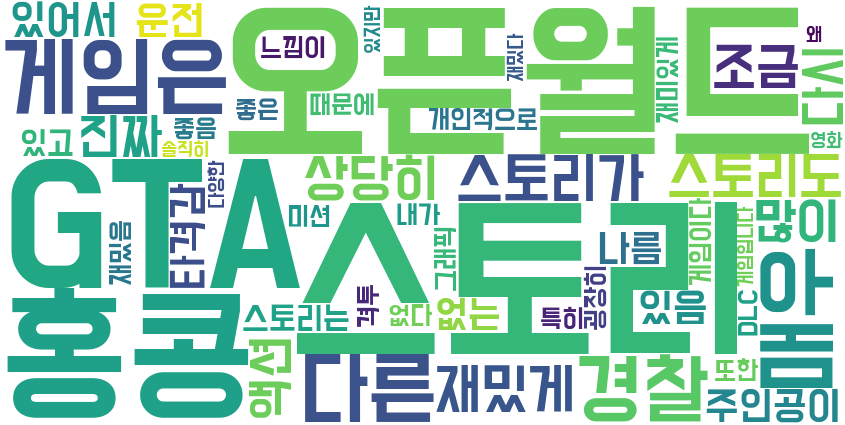 있어서
운전
오픈월드
느낌이
있지만
재밌다
재미있게
조금
왜
시작
게임은
좋은
때문에
개인적으로
영화
있고
진짜
좋음
솔직히
다양한
상당히
스토리가
스토리도
GTA
타격감
재밌음
미션
내가
그래픽
스토리
나름
게임이다
게임입니다
많이
홍콩
스토리는
격투
없다
없는
특히
굉장히
있음
DLC
와패
액션
다른
재밌게
경찰
또한
주인공이